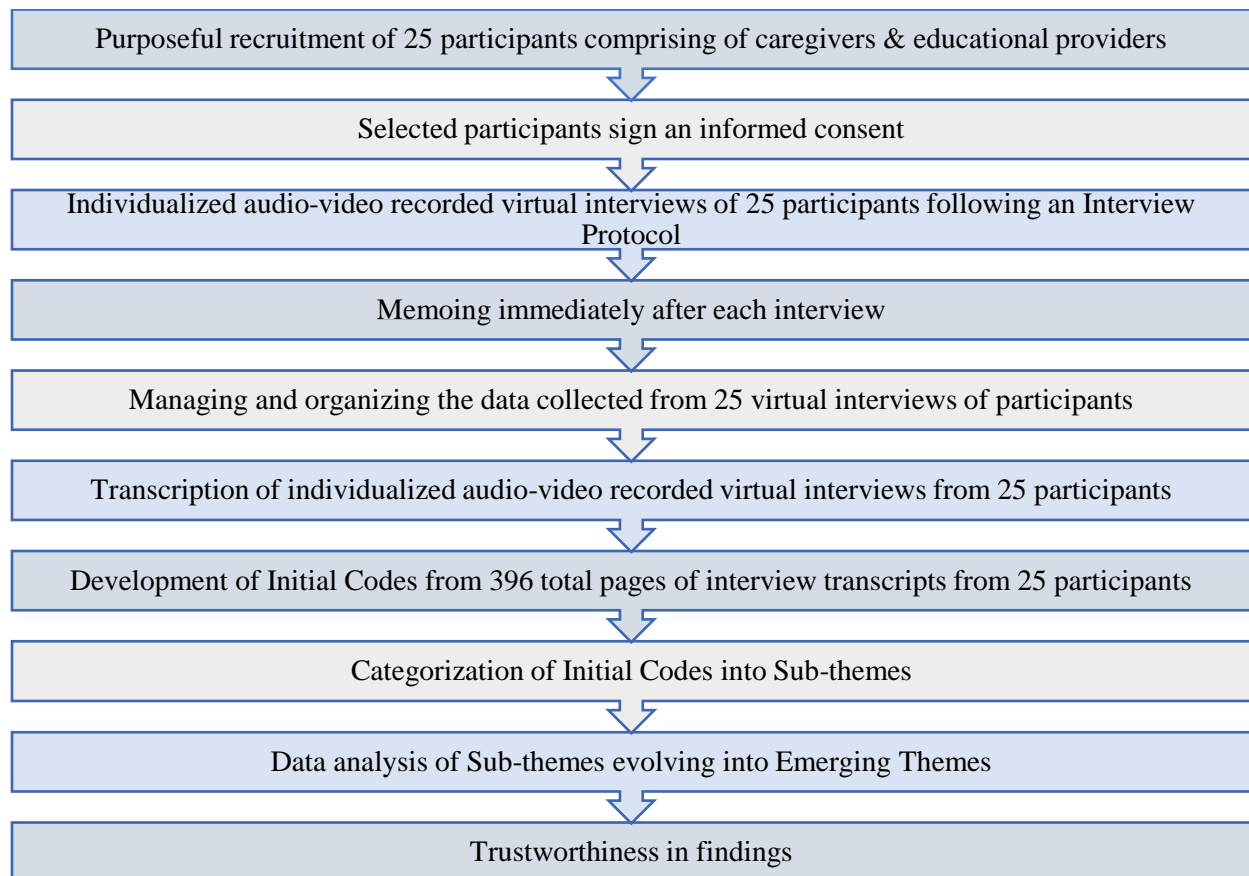 Purposeful recruitment of 25 participants comprising of caregivers & educational providers
Selected participants sign an informed consent
Individualized audio-video recorded virtual interviews of 25 participants following an Interview
Protocol
Memoing immediately after each interview
Managing and organizing the data collected from 25 virtual interviews of participants
Transcription of individualized audio-video recorded virtual interviews from 25 participants
Development of Initial Codes from 396 total pages of interview transcripts from 25 participants
Categorization of Initial Codes into Sub-themes
Data analysis of Sub-themes evolving into Emerging Themes
Trustworthiness in findings